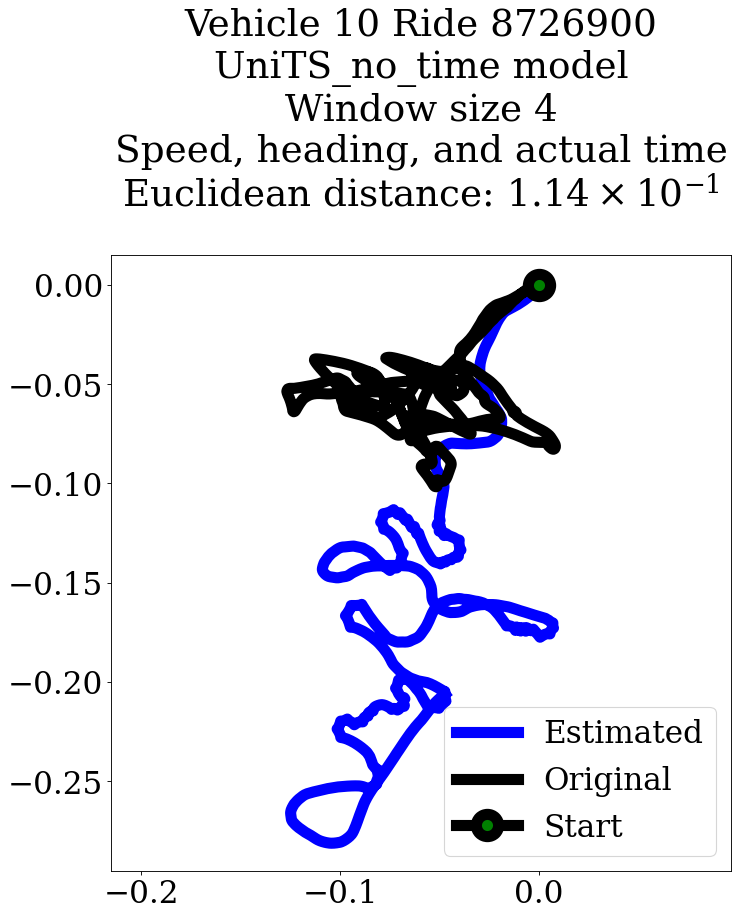 Vehicle 10 Ride 8726900
UniTS_no_time model
Window size 4
Speed, heading, and actual time
Euclidean distance: 1.14 × 10⁻¹
0.00
−0.05
−0.10
−0.15
−0.20
−0.25
Estimated
Original
Start
−0.2
−0.1
0.0